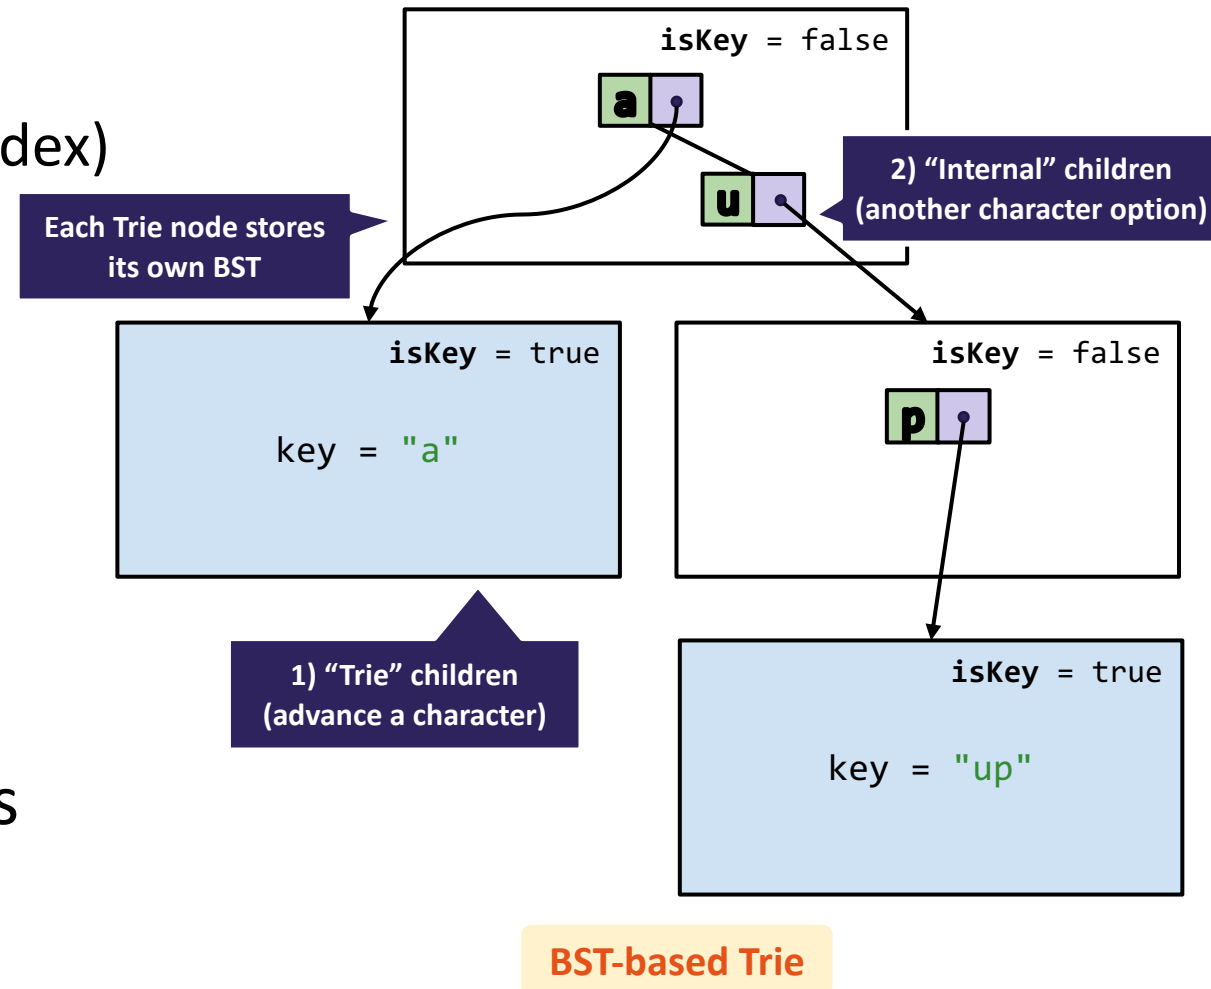 isKey = false
a
dex)
2) “Internal” children
(another character option)
u
Each Trie node stores
its own BST
isKey = true
isKey = false
p
key = "a"
1) “Trie” children
(advance a character)
isKey = true
key = "up"
s
BST-based Trie